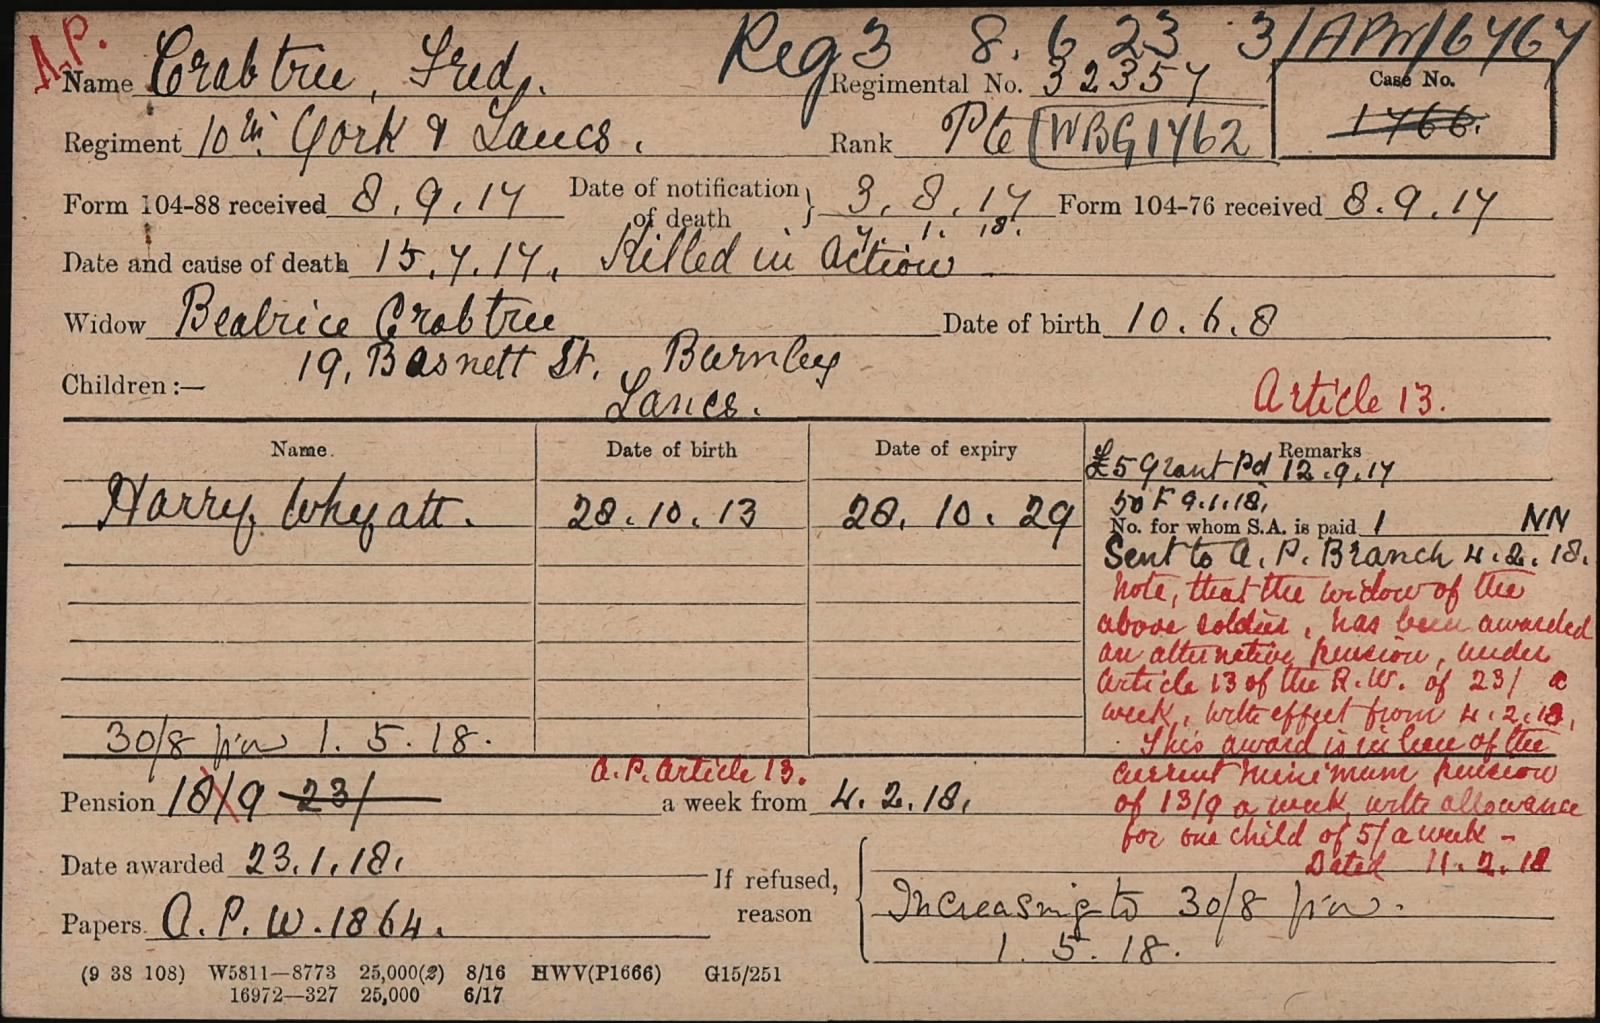 A.P.
Reg 3 8. 6 23 3/APW/6767
Name Crabtree, Fred. Regimental No. 32357 Case No.
Regiment 10th York & Lancs. Rank Pte WBG1762 1766.
Form 104-88 received 8.9.17 Date of notification of death } 3.8.17 Form 104-76 received 8.9.17
7. 1. 18.
Date and cause of death 15.7.17. Killed in action
Widow Beatrice Crabtree Date of birth 10.6.8
19, Basnett St., Burnley
Children :— Lancs. Article 13.
Name. Date of birth Date of expiry Remarks
£5 Grant Pd 12.9.17
Harry Whyatt. 28.10.13 28.10.29 50 F 9.1.18.
No. for whom S.A. is paid 1 NN
Sent to A. P. Branch 4.2.18.
Note, that the widow of the
above soldier, has been awarded
an alternative pension, under
Article 13 of the R.W. of 23/ a
week, with effect from 4.2.18,
This award is in lieu of the
current minimum pension
of 13/9 a week with allowance
for one child of 5/ a week –
Dated 11.2.18
30/8 p.w 1.5.18.
A.P. Article 13.
Pension 18/9 23/ a week from 4.2.18,
Date awarded 23.1.18. If refused, reason { Increasing to 30/8 p.w.
1.5.18.
Papers. A.P.W.1864.
(9 38 108) W5811—8773 25,000(2) 8/16 HWV(P1666) G15/251
16972—327 25,000 6/17